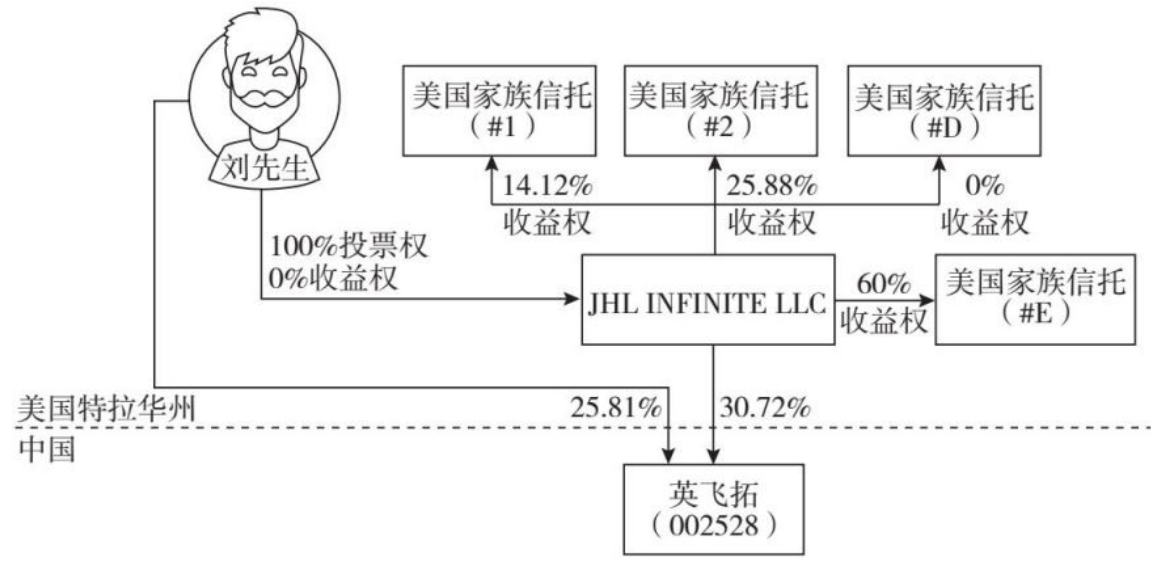 刘先生
美国家族信托
（#1）
美国家族信托
（#2）
美国家族信托
（#D）
14.12%
收益权
25.88%
收益权
0%
收益权
100%投票权
0%收益权
JHL INFINITE LLC
60%
收益权
美国家族信托
（#E）
美国特拉华州
25.81%
30.72%
中国
英飞拓
（002528）